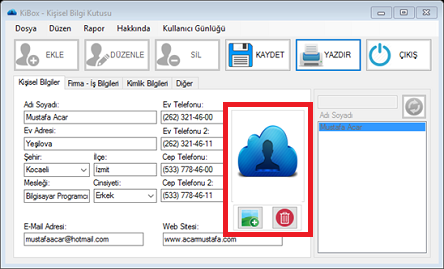 KiBox - Kişisel Bilgi Kutusu
Dosya Düzen Rapor Hakkında Kullanıcı Günlüğü
EKLE DÜZENLE SİL KAYDET YAZDIR ÇIKIŞ
Kişisel Bilgiler Firma - İş Bilgileri Kimlik Bilgileri Diğer
Adı Soyadı: Ev Telefonu:
Mustafa Acar (262) 321-46-00
Ev Adresi: Ev Telefonu 2:
Yeşlova (262) 321-46-11
Şehir: İlçe: Cep Telefonu:
Kocaeli İzmit (533) 778-46-00
Mesleği: Cinsiyeti: Cep Telefonu 2:
Bilgisayar Programcı Erkek (533) 778-46-11
E-Mail Adresi: Web Sitesi:
mustafaacar@hotmail.com www.acarmustafa.com
Adı Soyadı
Mustafa Acar